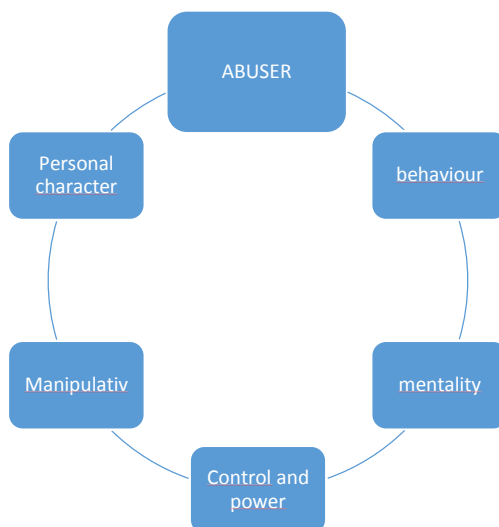 ABUSER
behaviour
mentality
Control and
power
Manipulativ
Personal
character